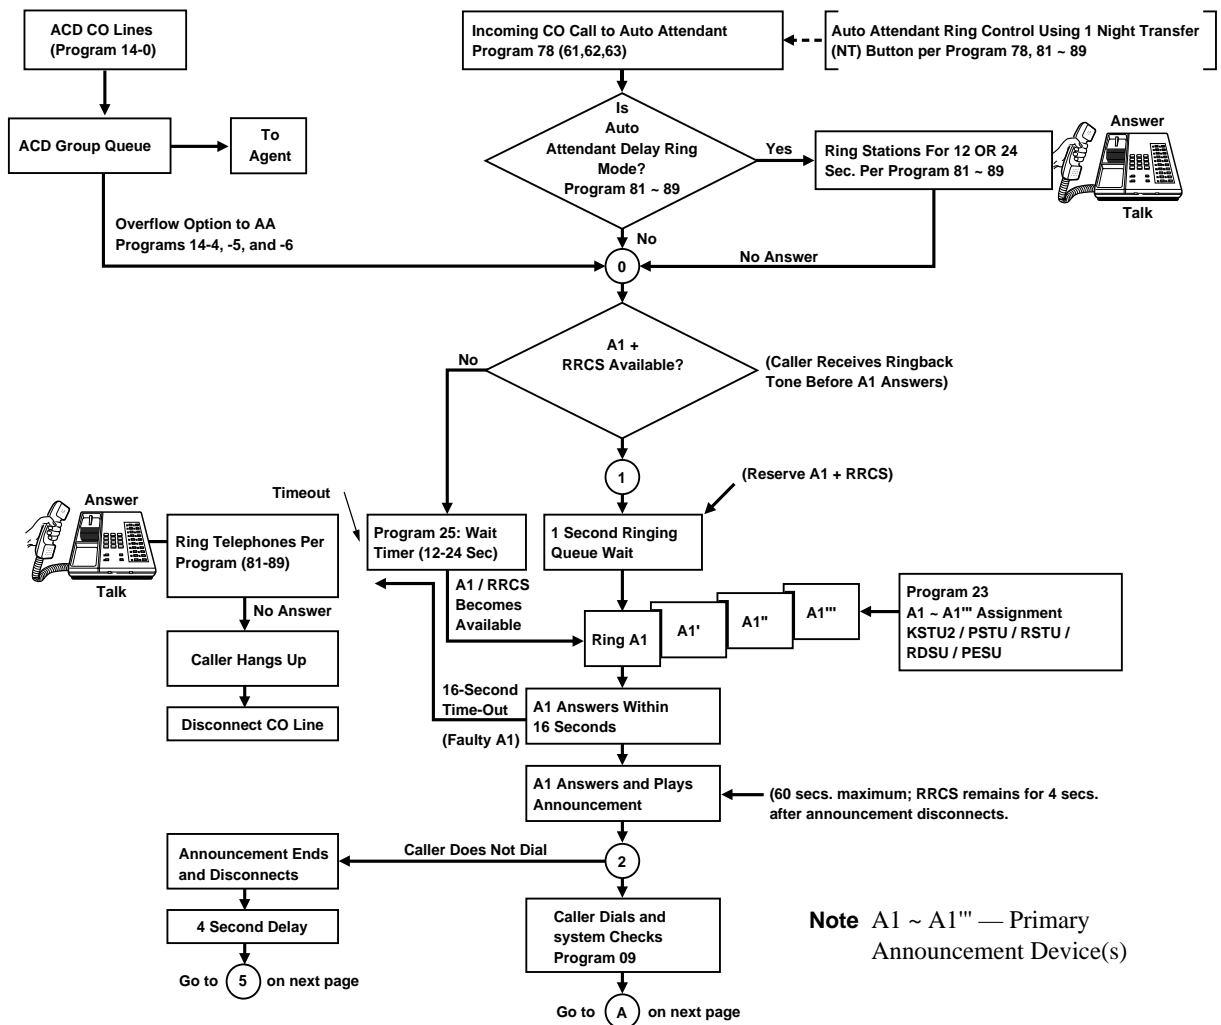 ACD CO Lines
(Program 14-0)
Incoming CO Call to Auto Attendant
Program 78 (61,62,63)
Auto Attendant Ring Control Using 1 Night Transfer
(NT) Button per Program 78, 81 ~ 89
ACD Group Queue
To
Agent
Is
Auto
Attendant Delay Ring
Mode?
Program 81 ~ 89
Yes
Ring Stations For 12 OR 24
Sec. Per Program 81 ~ 89
Answer
Talk
Overflow Option to AA
Programs 14-4, -5, and -6
No
0
No Answer
A1 +
RRCS Available?
No
(Caller Receives Ringback
Tone Before A1 Answers)
1
(Reserve A1 + RRCS)
Timeout
Answer
Talk
Ring Telephones Per
Program (81-89)
Program 25: Wait
Timer (12-24 Sec)
1 Second Ringing
Queue Wait
No Answer
A1 / RRCS
Becomes
Available
Ring A1
A1'
A1''
A1'''
Program 23
A1 ~ A1''' Assignment
KSTU2 / PSTU / RSTU /
RDSU / PESU
Caller Hangs Up
Disconnect CO Line
16-Second
Time-Out
(Faulty A1)
A1 Answers Within
16 Seconds
A1 Answers and Plays
Announcement
(60 secs. maximum; RRCS remains for 4 secs.
after announcement disconnects.
Announcement Ends
and Disconnects
Caller Does Not Dial
2
4 Second Delay
Caller Dials and
system Checks
Program 09
Note A1 ~ A1''' — Primary
Announcement Device(s)
Go to 5 on next page
Go to A on next page